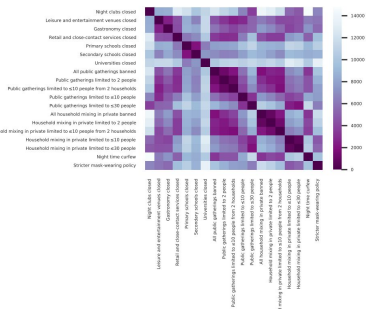 Night clubs closed
Leisure and entertainment venues closed
Gastronomy closed
Retail and close-contact services closed
Primary schools closed
Secondary schools closed
Universities closed
All public gatherings banned
Public gatherings limited to 2 people
Public gatherings limited to ≤10 people from 2 households
Public gatherings limited to ≤10 people
Public gatherings limited to ≤30 people
All household mixing in private banned
Household mixing in private limited to 2 people
old mixing in private limited to ≤10 people from 2 households
Household mixing in private limited to ≤10 people
Household mixing in private limited to ≤30 people
Night time curfew
Stricter mask-wearing policy
14000
12000
10000
8000
6000
4000
2000
0
Night clubs closed
Leisure and entertainment venues closed
Gastronomy closed
Retail and close-contact services closed
Primary schools closed
Secondary schools closed
Universities closed
All public gatherings banned
Public gatherings limited to 2 people
Public gatherings limited to ≤10 people from 2 households
Public gatherings limited to ≤10 people
Public gatherings limited to ≤30 people
All household mixing in private banned
Household mixing in private limited to 2 people
mixing in private limited to ≤10 people from 2 households
Household mixing in private limited to ≤10 people
Household mixing in private limited to ≤30 people
Night time curfew
Stricter mask-wearing policy